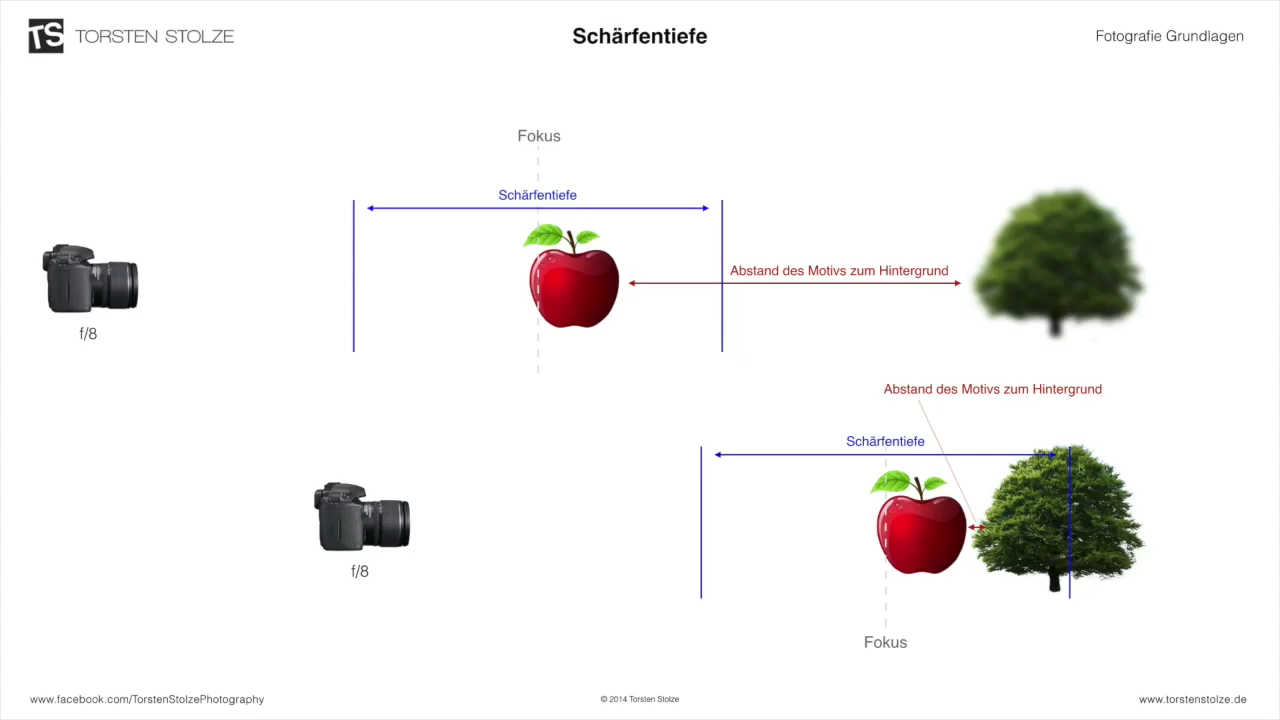 TS TORSTEN STOLZE
Schärfentiefe
Fotografie Grundlagen
Fokus
Schärfentiefe
Abstand des Motivs zum Hintergrund
f/8
Abstand des Motivs zum Hintergrund
Schärfentiefe
f/8
Fokus
www.facebook.com/TorstenStolzePhotography
© 2014 Torsten Stolze
www.torstenstolze.de